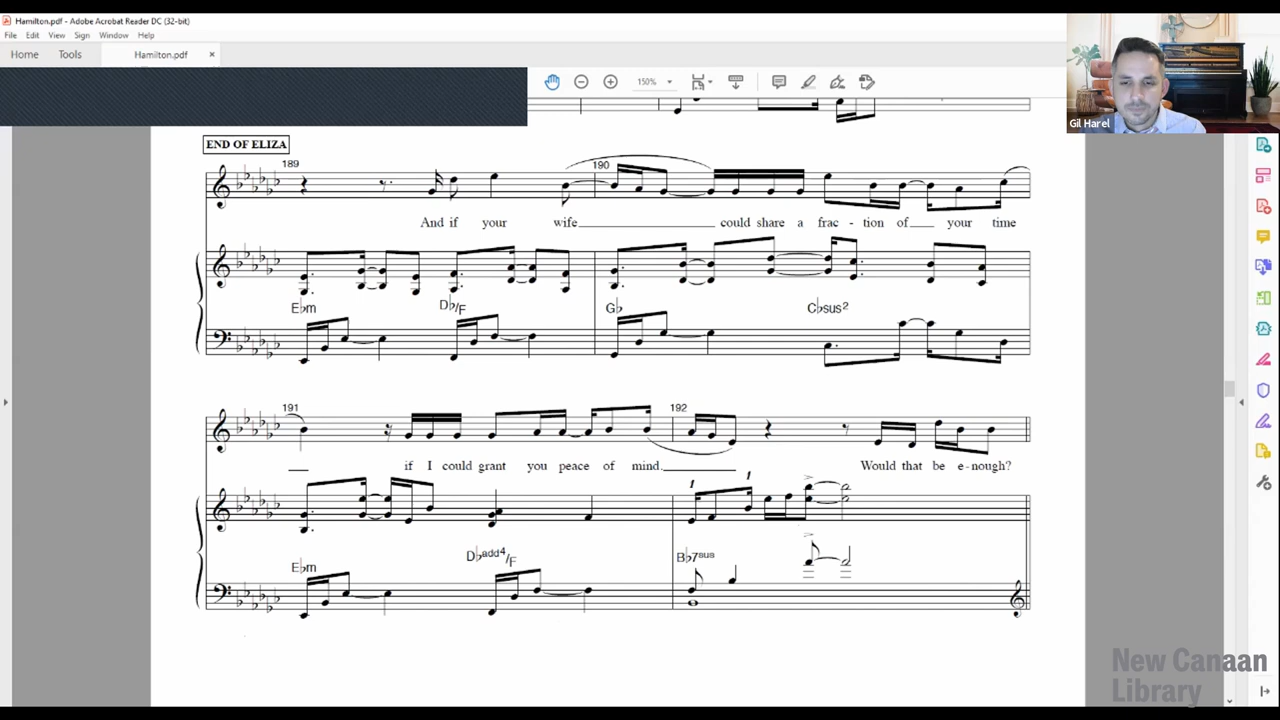 Hamilton.pdf - Adobe Acrobat Reader DC (32-bit)
File Edit View Sign Window Help
Home Tools Hamilton.pdf ×
150%
Gil Harel
END OF ELIZA
189 190
And if your wife could share a frac - tion of your time
E♭m D♭/F G♭ C♭sus2
191 192
if I could grant you peace of mind. Would that be e-nough?
1 1
E♭m D♭add4/F B♭7sus
New Canaan
Library